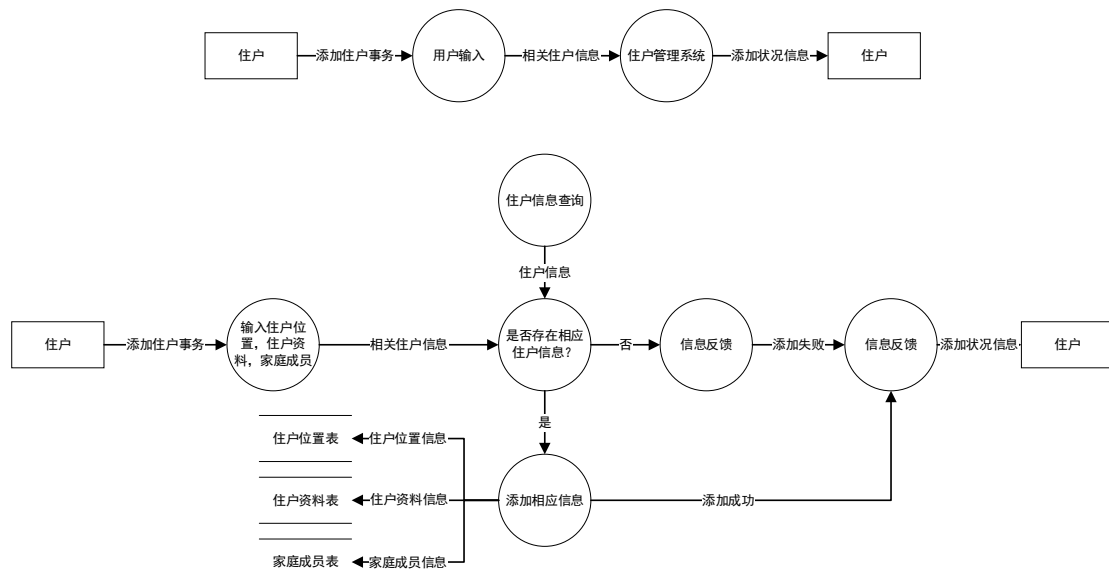 住户
添加住户事务
用户输入
相关住户信息
住户管理系统
添加状况信息
住户
住户信息查询
住户信息
住户
添加住户事务
输入住户位
置，住户资
料，家庭成员
相关住户信息
是否存在相应
住户信息？
否
信息反馈
添加失败
信息反馈
添加状况信息
住户
是
住户位置表
住户位置信息
住户资料表
住户资料信息
添加相应信息
添加成功
家庭成员表
家庭成员信息